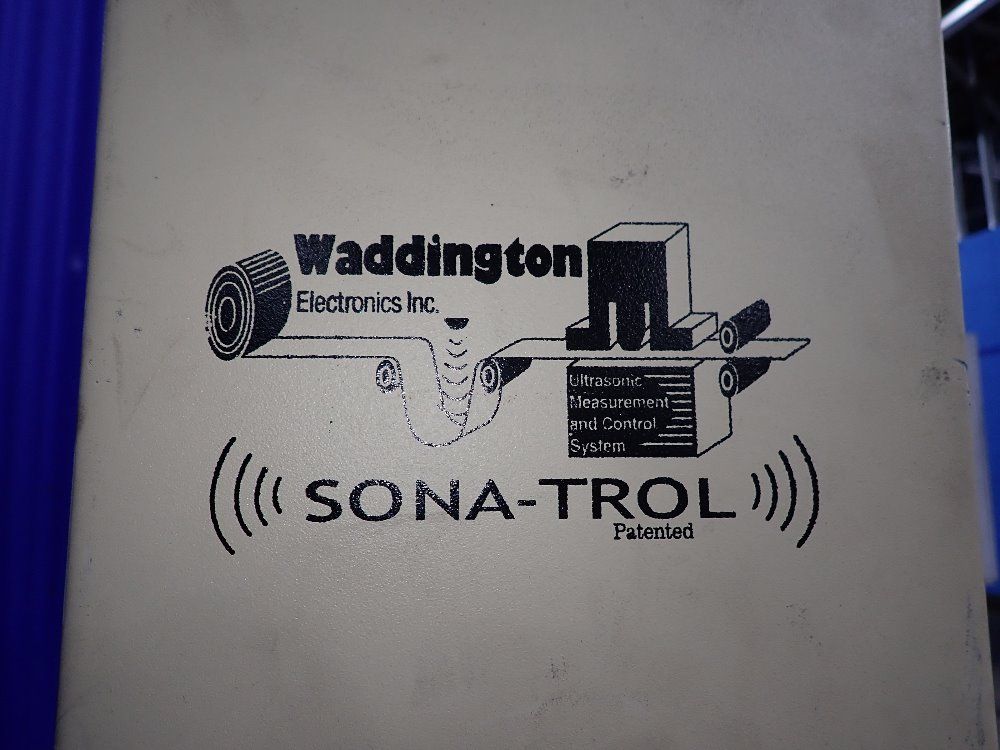 Waddington
Electronics Inc.
Ultrasonic
Measurement
and Control
System
SONA-TROL
Patented